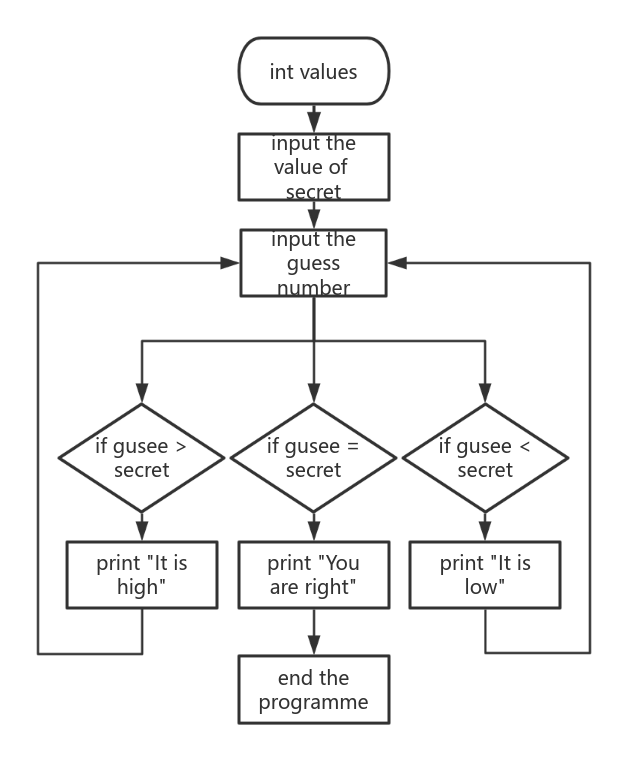 int values
input the
value of
secret
input the
guess
number
if gusee >
secret
if gusee =
secret
if gusee <
secret
print "It is
high"
print "You
are right"
print "It is
low"
end the
programme